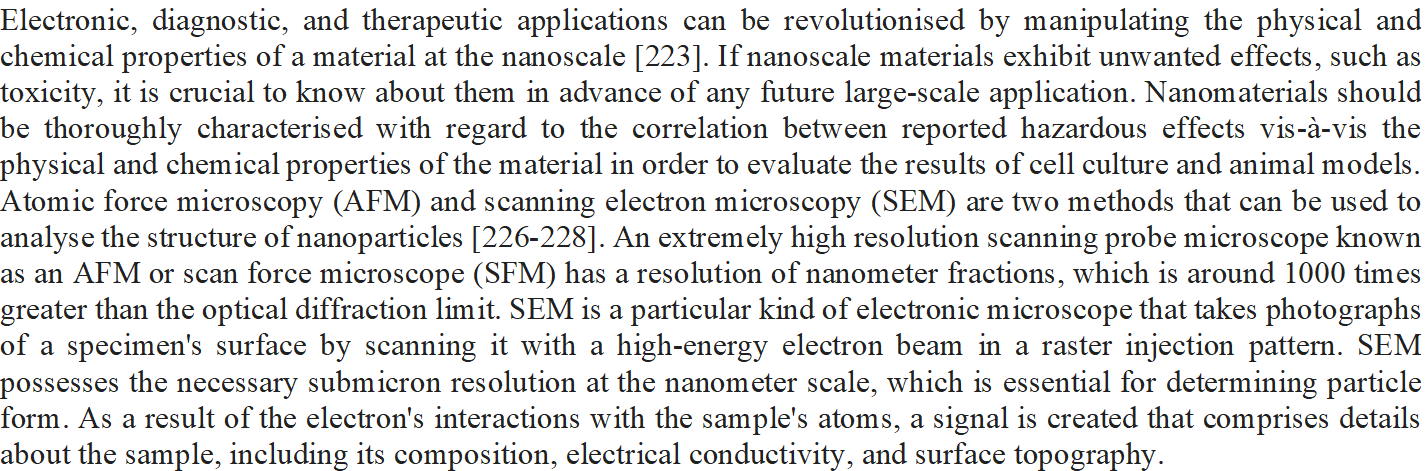 Electronic, diagnostic, and therapeutic applications can be revolutionised by manipulating the physical and
chemical properties of a material at the nanoscale [223]. If nanoscale materials exhibit unwanted effects, such as
toxicity, it is crucial to know about them in advance of any future large-scale application. Nanomaterials should
be thoroughly characterised with regard to the correlation between reported hazardous effects vis-à-vis the
physical and chemical properties of the material in order to evaluate the results of cell culture and animal models.
Atomic force microscopy (AFM) and scanning electron microscopy (SEM) are two methods that can be used to
analyse the structure of nanoparticles [226-228]. An extremely high resolution scanning probe microscope known
as an AFM or scan force microscope (SFM) has a resolution of nanometer fractions, which is around 1000 times
greater than the optical diffraction limit. SEM is a particular kind of electronic microscope that takes photographs
of a specimen's surface by scanning it with a high-energy electron beam in a raster injection pattern. SEM
possesses the necessary submicron resolution at the nanometer scale, which is essential for determining particle
form. As a result of the electron's interactions with the sample's atoms, a signal is created that comprises details
about the sample, including its composition, electrical conductivity, and surface topography.